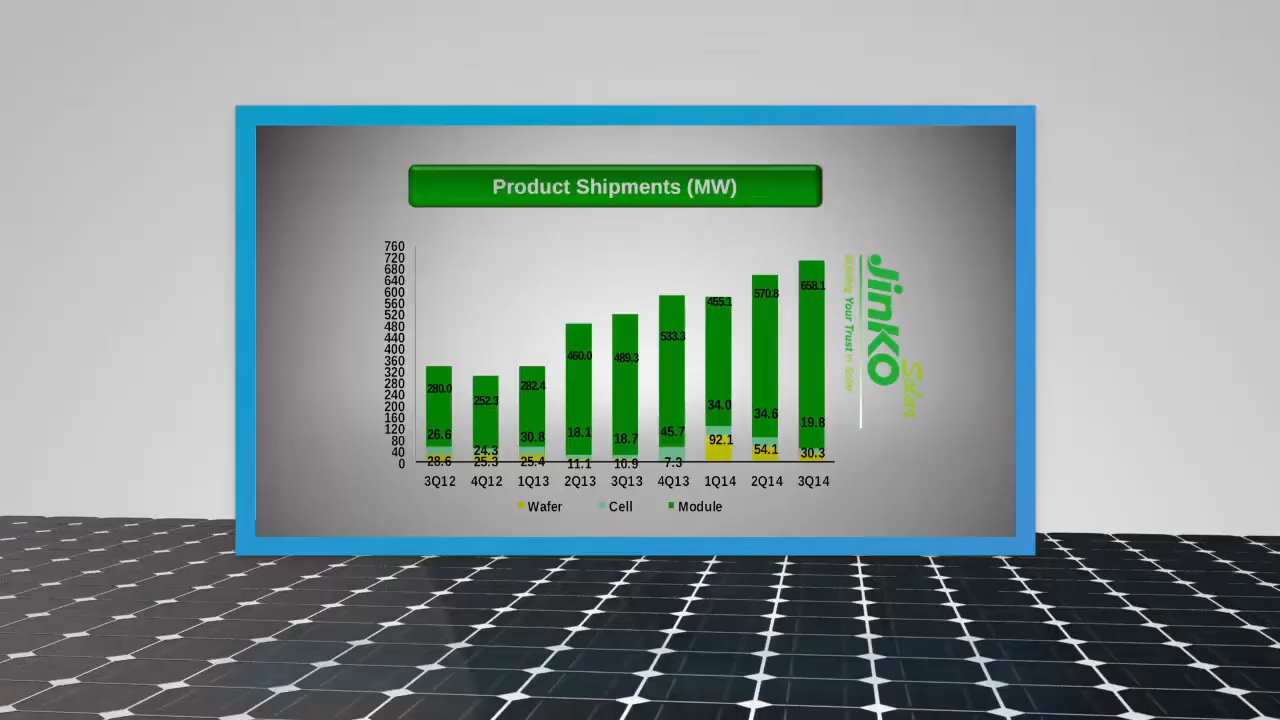 Product Shipments (MW)
760
720
680
640
600
560
520
480
440
400
360
320
280
240
200
160
120
80
40
0
280.0 252.3 282.4 460.0 489.3 533.3 455.1 570.8 658.1
26.6 24.3 30.8 18.1 18.7 45.7 34.0 34.6 19.8
28.6 25.3 25.4 11.1 10.9 7.3 92.1 54.1 30.3
3Q12 4Q12 1Q13 2Q13 3Q13 4Q13 1Q14 2Q14 3Q14
Wafer Cell Module
JinKO
Solar
Building Your Trust in Solar